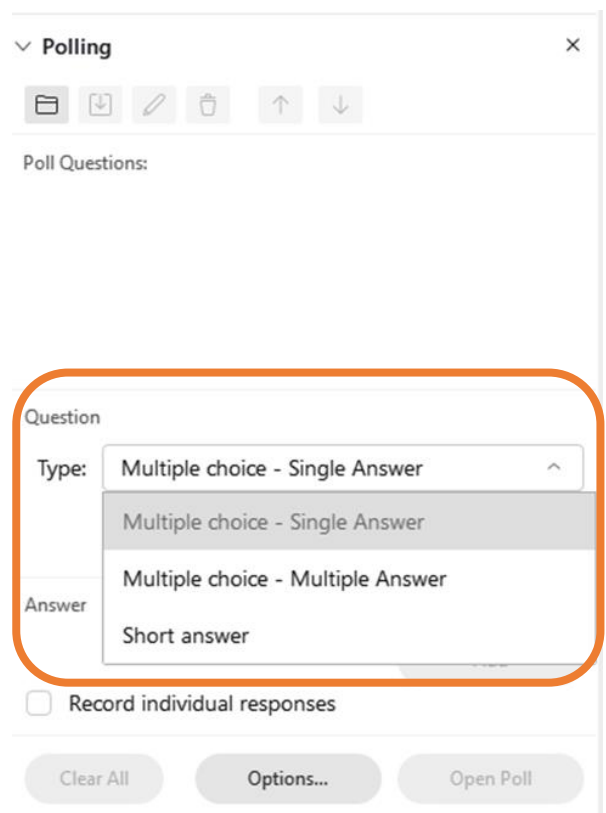 Polling
Poll Questions:
Question
Type: Multiple choice - Single Answer
Multiple choice - Single Answer
Multiple choice - Multiple Answer
Answer
Short answer
Record individual responses
Clear All Options... Open Poll